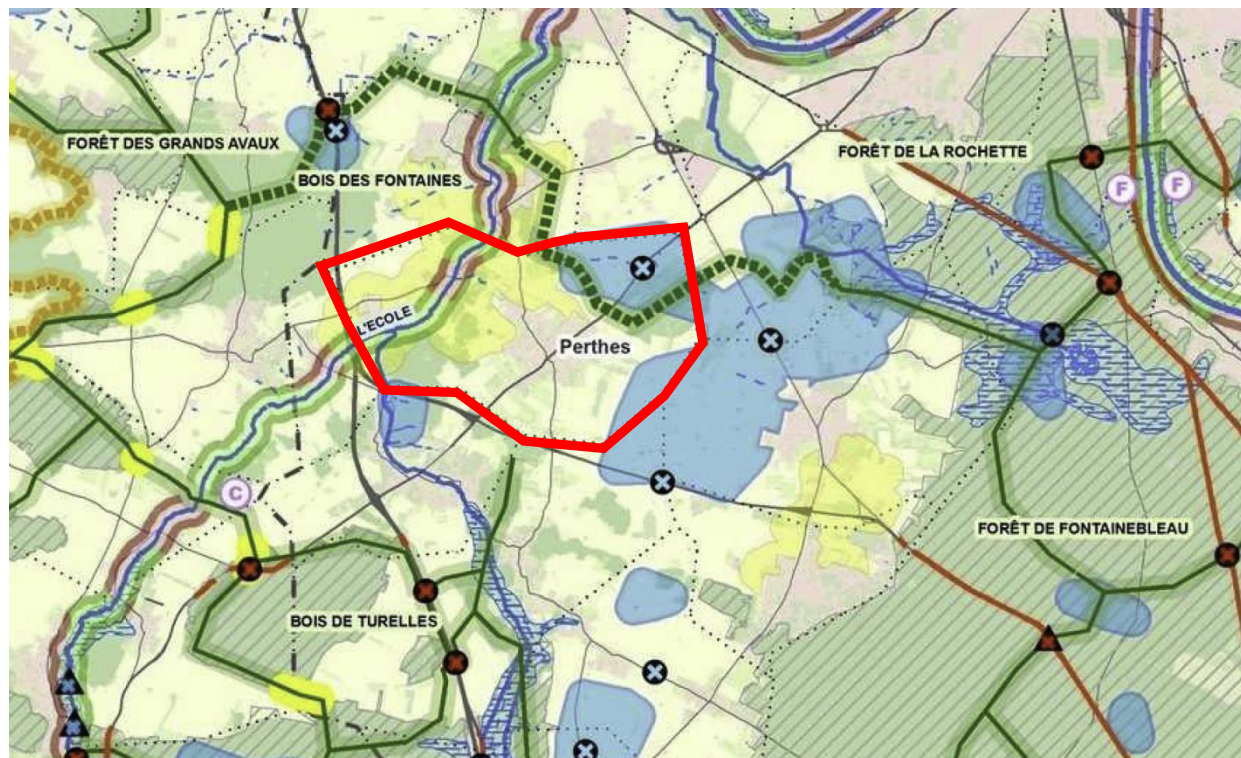 FORÊT DES GRANDS AVAUX
FORÊT DE LA ROCHETTE
BOIS DES FONTAINES
F
F
L'ECOLE
Perthes
C
FORÊT DE FONTAINEBLEAU
BOIS DE TURELLES